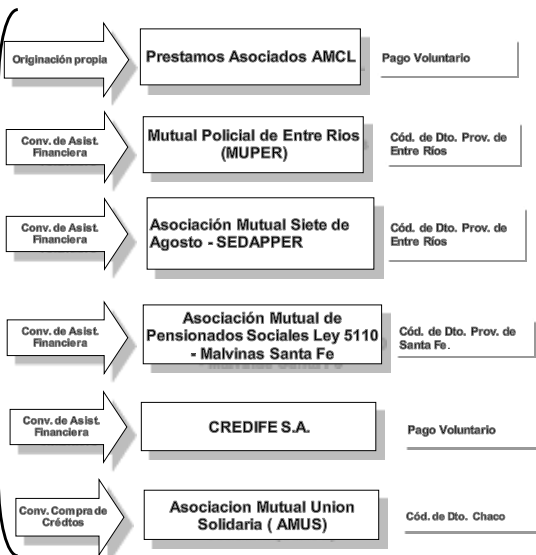 Originación propia
Prestamos Asociados AMCL
Pago Voluntario
Conv. de Asist.
Financiera
Mutual Policial de Entre Rios
(MUPER)
Cód. de Dto. Prov. de
Entre Ríos
Conv. de Asist.
Financiera
Asociación Mutual Siete de
Agosto - SEDAPPER
Cód. de Dto. Prov. de
Entre Ríos
Conv. de Asist.
Financiera
Asociación Mutual de
Pensionados Sociales Ley 5110
- Malvinas Santa Fe
Cód. de Dto. Prov. de
Santa Fe.
Conv. de Asist.
Financiera
CREDIFE S.A.
Pago Voluntario
Conv. Compra de
Crédtos
Asociacion Mutual Union
Solidaria ( AMUS)
Cód. de Dto. Chaco